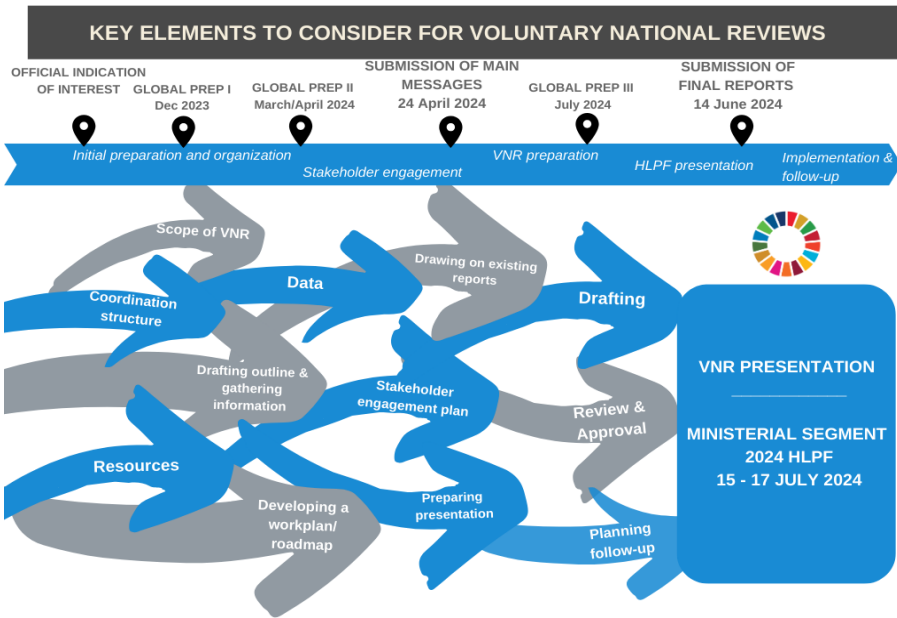 KEY ELEMENTS TO CONSIDER FOR VOLUNTARY NATIONAL REVIEWS
OFFICIAL INDICATION
OF INTEREST
GLOBAL PREP I
Dec 2023
GLOBAL PREP II
March/April 2024
SUBMISSION OF MAIN
MESSAGES
24 April 2024
GLOBAL PREP III
July 2024
SUBMISSION OF
FINAL REPORTS
14 June 2024
Initial preparation and organization
Stakeholder engagement
VNR preparation
HLPF presentation
Implementation &
follow-up
Scope of VNR
Coordination
structure
Data
Drawing on existing
reports
Drafting
Drafting outline &
gathering
information
Stakeholder
engagement plan
Review &
Approval
Resources
Developing a
workplan/
roadmap
Preparing
presentation
Planning
follow-up
VNR PRESENTATION
MINISTERIAL SEGMENT
2024 HLPF
15 - 17 JULY 2024